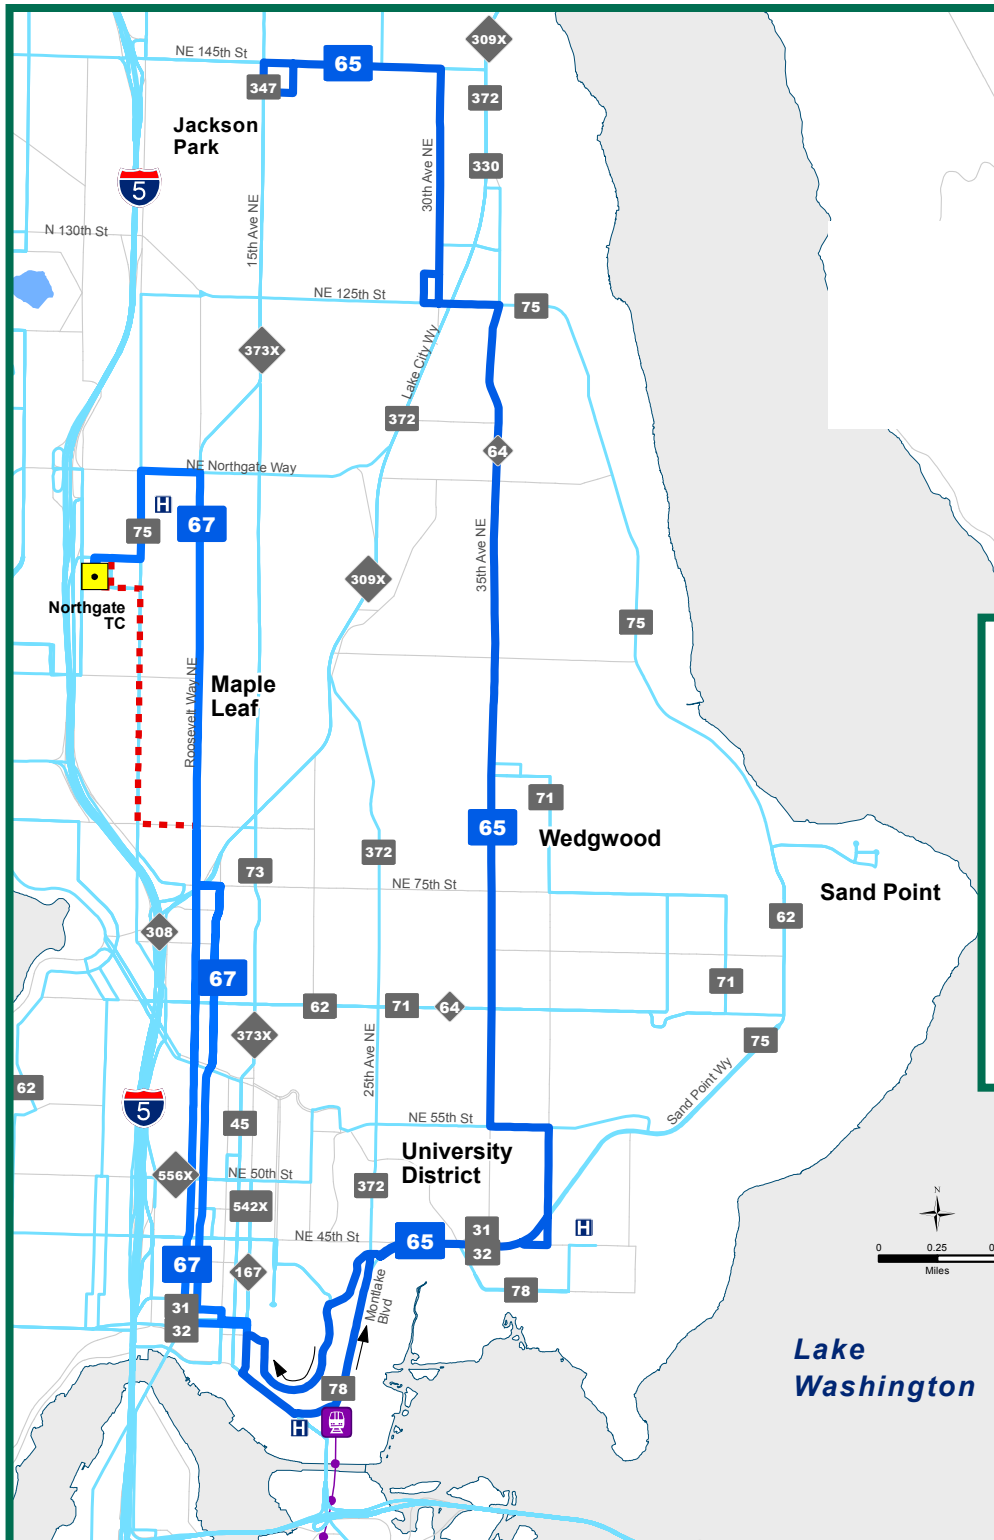 309X
NE 145th St
65
347
372
Jackson
Park
330
5
30th Ave NE
15th Ave NE
N 130th St
NE 125th St
75
373X
Lake City Wy
372
64
NE Northgate Way
H
75
67
35th Ave NE
309X
Northgate
TC
75
Maple
Leaf
Roosevelt Way NE
71
65
Wedgwood
372
73
NE 75th St
Sand Point
62
308
67
71
62
71
64
373X
75
25th Ave NE
Sand Point Wy
62
5
45
NE 55th St
University
District
556X
NE 50th St
372
542X
N
31
32
H
NE 45th St
65
0
0.25
Miles
67
167
78
Montlake
Blvd
31
32
Lake
Washington
78
H